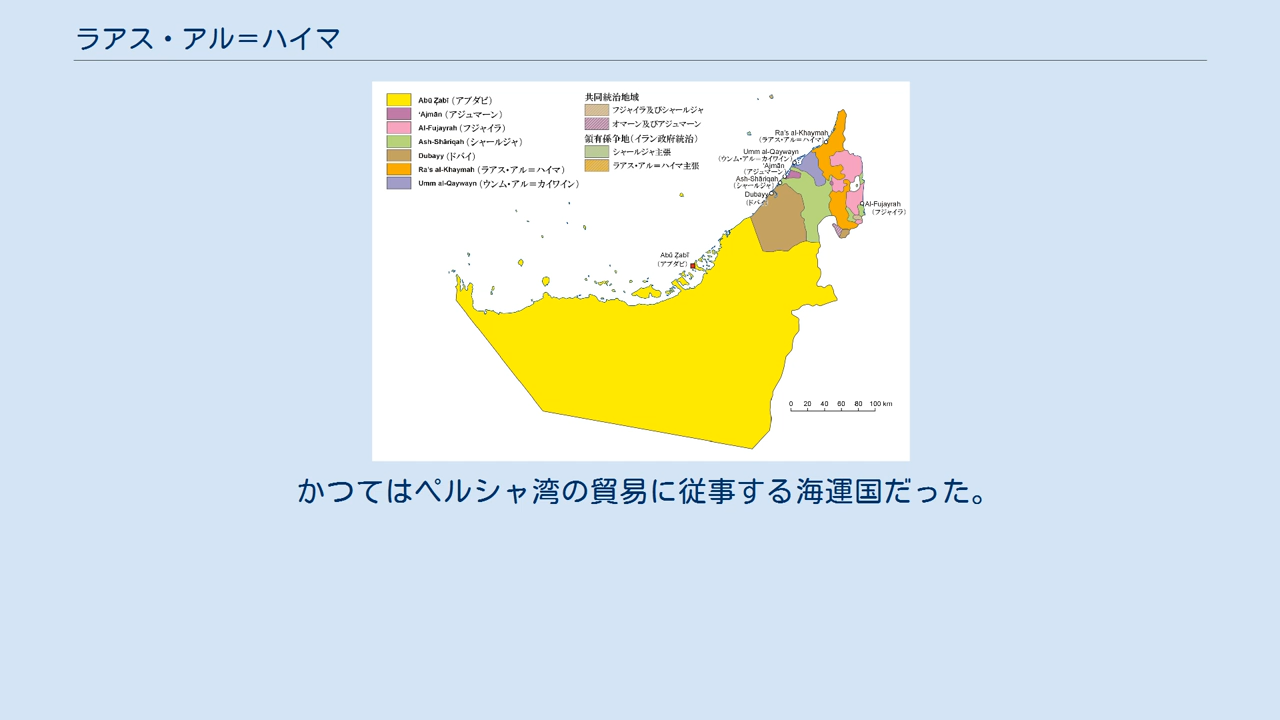 ラアス・アル＝ハイマ
Abū Ẓabī (アブダビ)
'Ajmān (アジュマーン)
Al-Fujayrah (フジャイラ)
Ash-Shāriqah (シャールジャ)
Dubayy (ドバイ)
Ra's al-Khaymah (ラアス・アル＝ハイマ)
Umm al-Qaywayn (ウンム・アル＝カイワイン)
共同統治地域
フジャイラ及びシャールジャ
オマーン及びアジュマーン
領有係争地(イラン政府統治)
シャールジャ主張
ラアス・アル＝ハイマ主張
Ra's al-Khaymah
(ラアス・アル＝ハイマ)
Umm al-Qaywayn
(ウンム・アル＝カイワイン)
'Ajmān
(アジュマーン)
Ash-Shāriqah
(シャールジャ)
Dubayy
(ドバイ)
Al-Fujayrah
(フジャイラ)
Abū Ẓabī
(アブダビ)
0 20 40 60 80 100 km
かつてはペルシャ湾の貿易に従事する海運国だった。